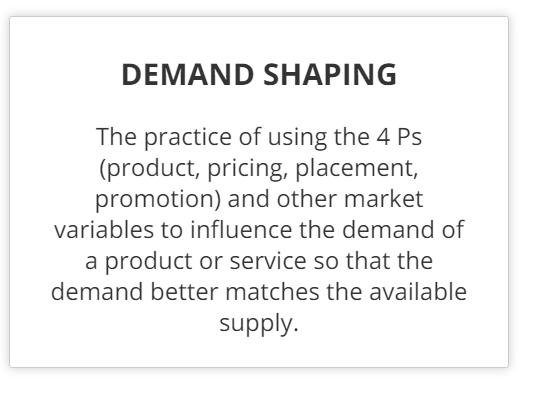 DEMAND SHAPING
The practice of using the 4 Ps
(product, pricing, placement,
promotion) and other market
variables to influence the demand of
a product or service so that the
demand better matches the available
supply.